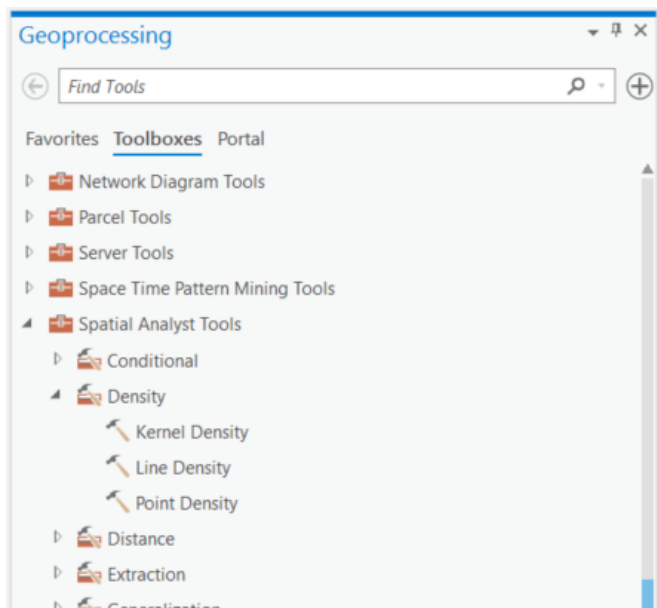 Geoprocessing
Find Tools
Favorites Toolboxes Portal
Network Diagram Tools
Parcel Tools
Server Tools
Space Time Pattern Mining Tools
Spatial Analyst Tools
Conditional
Density
Kernel Density
Line Density
Point Density
Distance
Extraction
Generalization